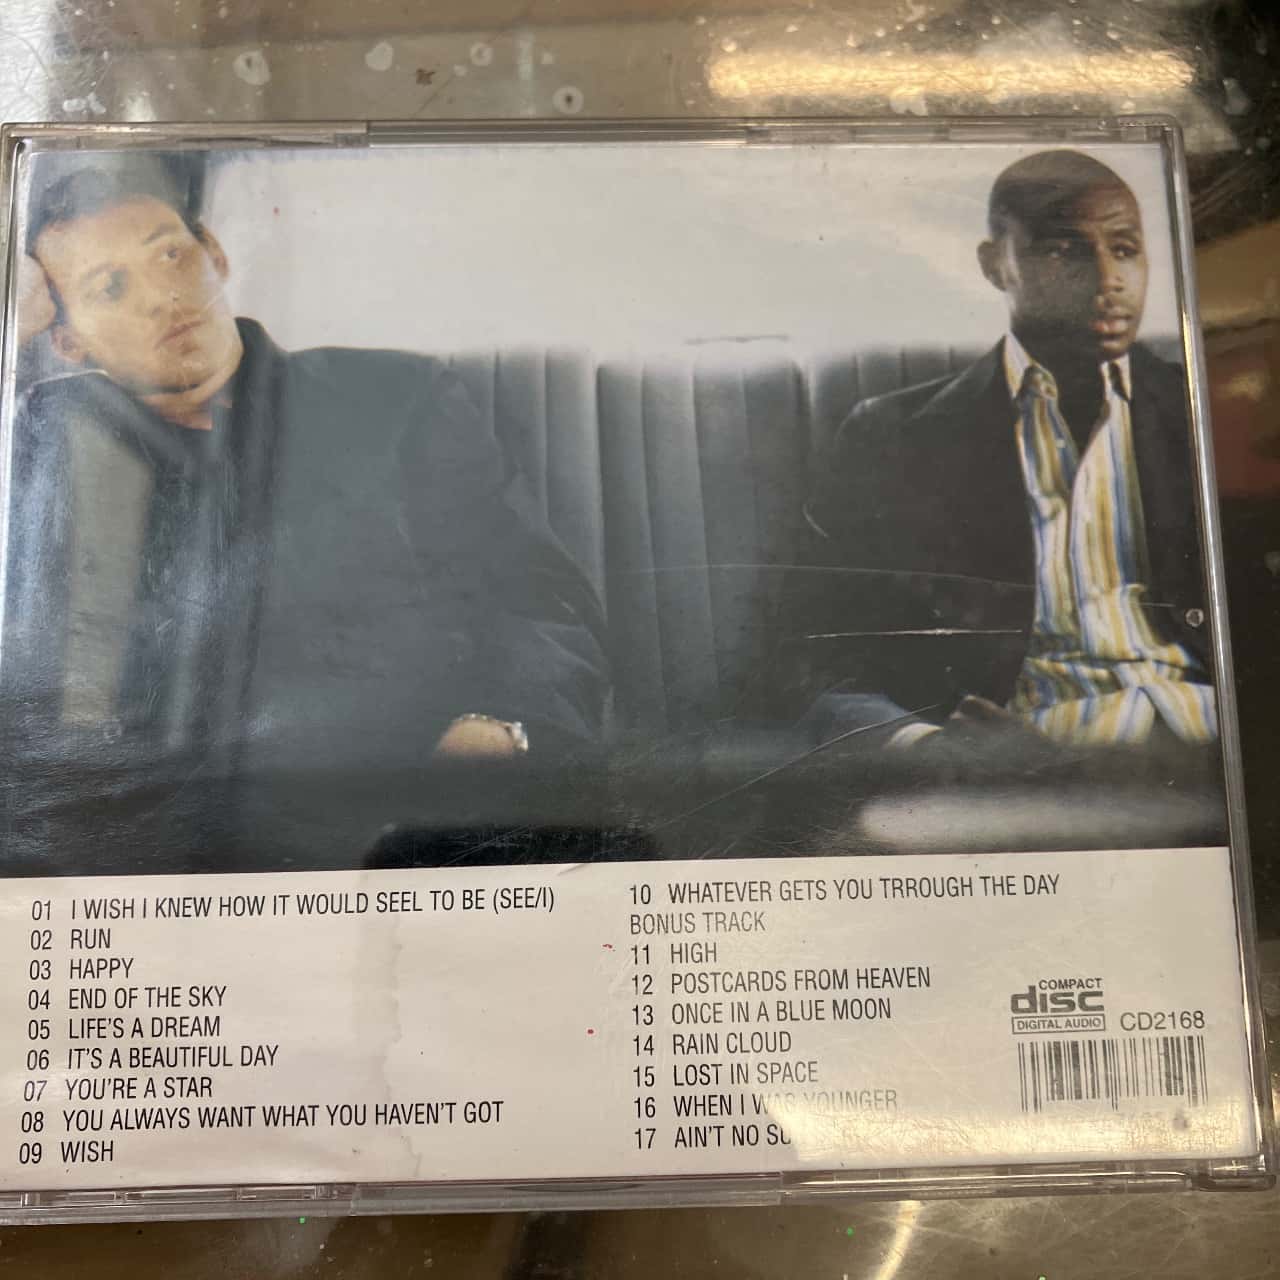 01 I WISH I KNEW HOW IT WOULD SEEL TO BE (SEE/I)
02 RUN
03 HAPPY
04 END OF THE SKY
05 LIFE'S A DREAM
06 IT'S A BEAUTIFUL DAY
07 YOU'RE A STAR
08 YOU ALWAYS WANT WHAT YOU HAVEN'T GOT
09 WISH
10 WHATEVER GETS YOU TRROUGH THE DAY
BONUS TRACK
11 HIGH
12 POSTCARDS FROM HEAVEN
13 ONCE IN A BLUE MOON
14 RAIN CLOUD
15 LOST IN SPACE
16 WHEN I WAS YOUNGER
17 AIN'T NO
COMPACT
disc
DIGITAL AUDIO
CD2168